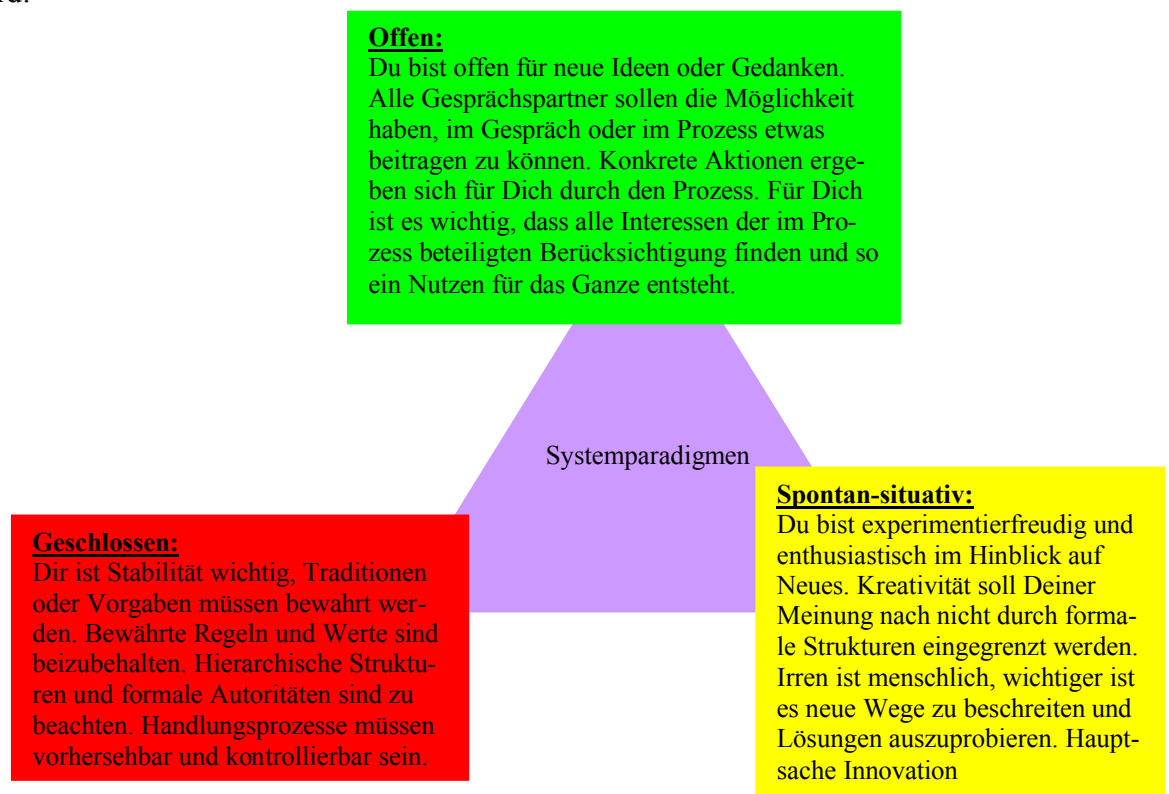 Offen:
Du bist offen für neue Ideen oder Gedanken.
Alle Gesprächspartner sollen die Möglichkeit
haben, im Gespräch oder im Prozess etwas
beitragen zu können. Konkrete Aktionen erge-
ben sich für Dich durch den Prozess. Für Dich
ist es wichtig, dass alle Interessen der im Pro-
zess beteiligten Berücksichtigung finden und so
ein Nutzen für das Ganze entsteht.
Systemparadigmen
Geschlossen:
Dir ist Stabilität wichtig, Traditionen
oder Vorgaben müssen bewahrt wer-
den. Bewährte Regeln und Werte sind
beizubehalten. Hierarchische Struktu-
ren und formale Autoritäten sind zu
beachten. Handlungsprozesse müssen
vorhersehbar und kontrollierbar sein.
Spontan-situativ:
Du bist experimentierfreudig und
enthusiastisch im Hinblick auf
Neues. Kreativität soll Deiner
Meinung nach nicht durch forma-
le Strukturen eingegrenzt werden.
Irren ist menschlich, wichtiger ist
es neue Wege zu beschreiten und
Lösungen auszuprobieren. Haupt-
sache Innovation